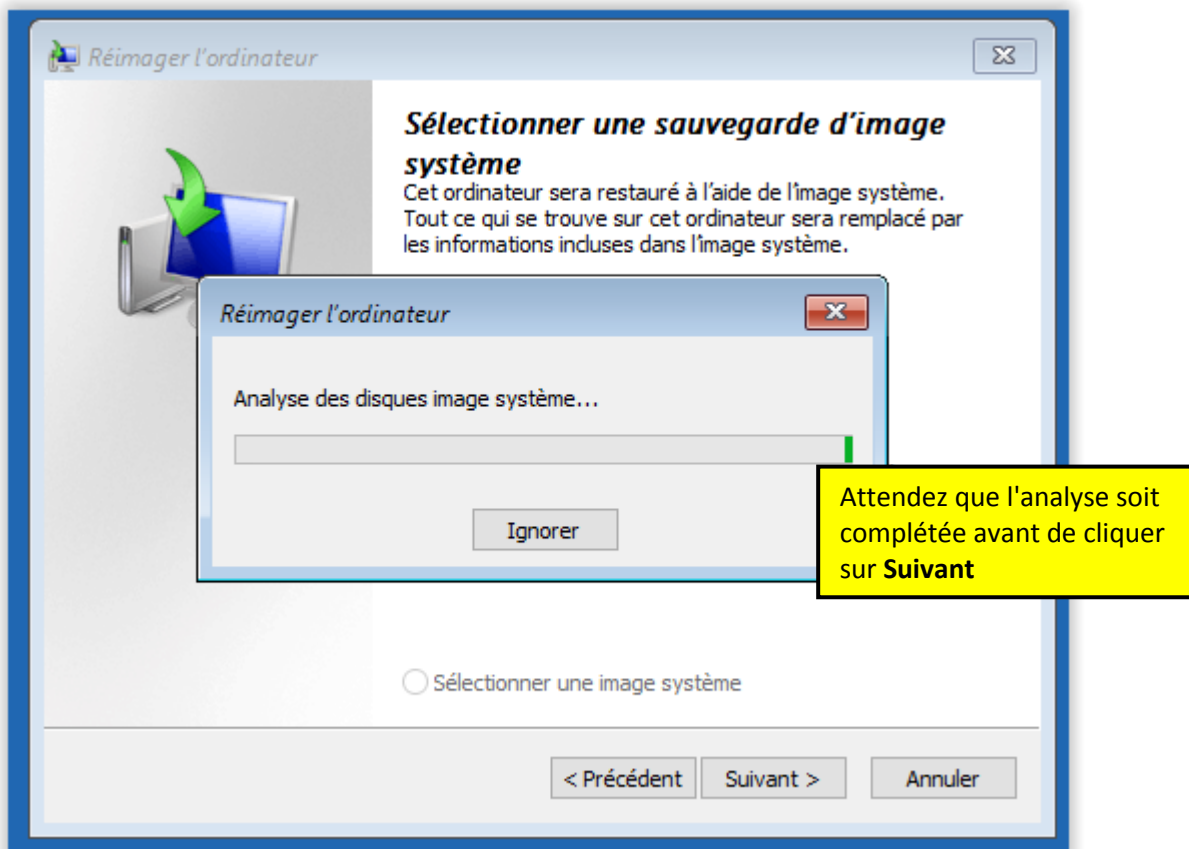 Réimager l'ordinateur
Sélectionner une sauvegarde d'image
système
Cet ordinateur sera restauré à l'aide de l'image système.
Tout ce qui se trouve sur cet ordinateur sera remplacé par
les informations incluses dans l'image système.
Réimager l'ordinateur
Analyse des disques image système...
Ignorer
Attendez que l'analyse soit
complétée avant de cliquer
sur Suivant
Sélectionner une image système
< Précédent
Suivant >
Annuler